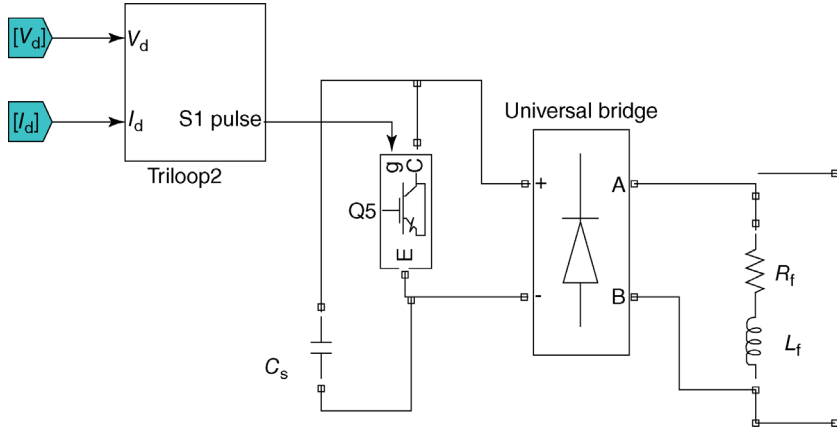 [Vd]
Vd
[Id]
Id
S1 pulse
Triloop2
Universal bridge
g
C
Q5
E
+
A
-
B
Rf
Lf
Cs